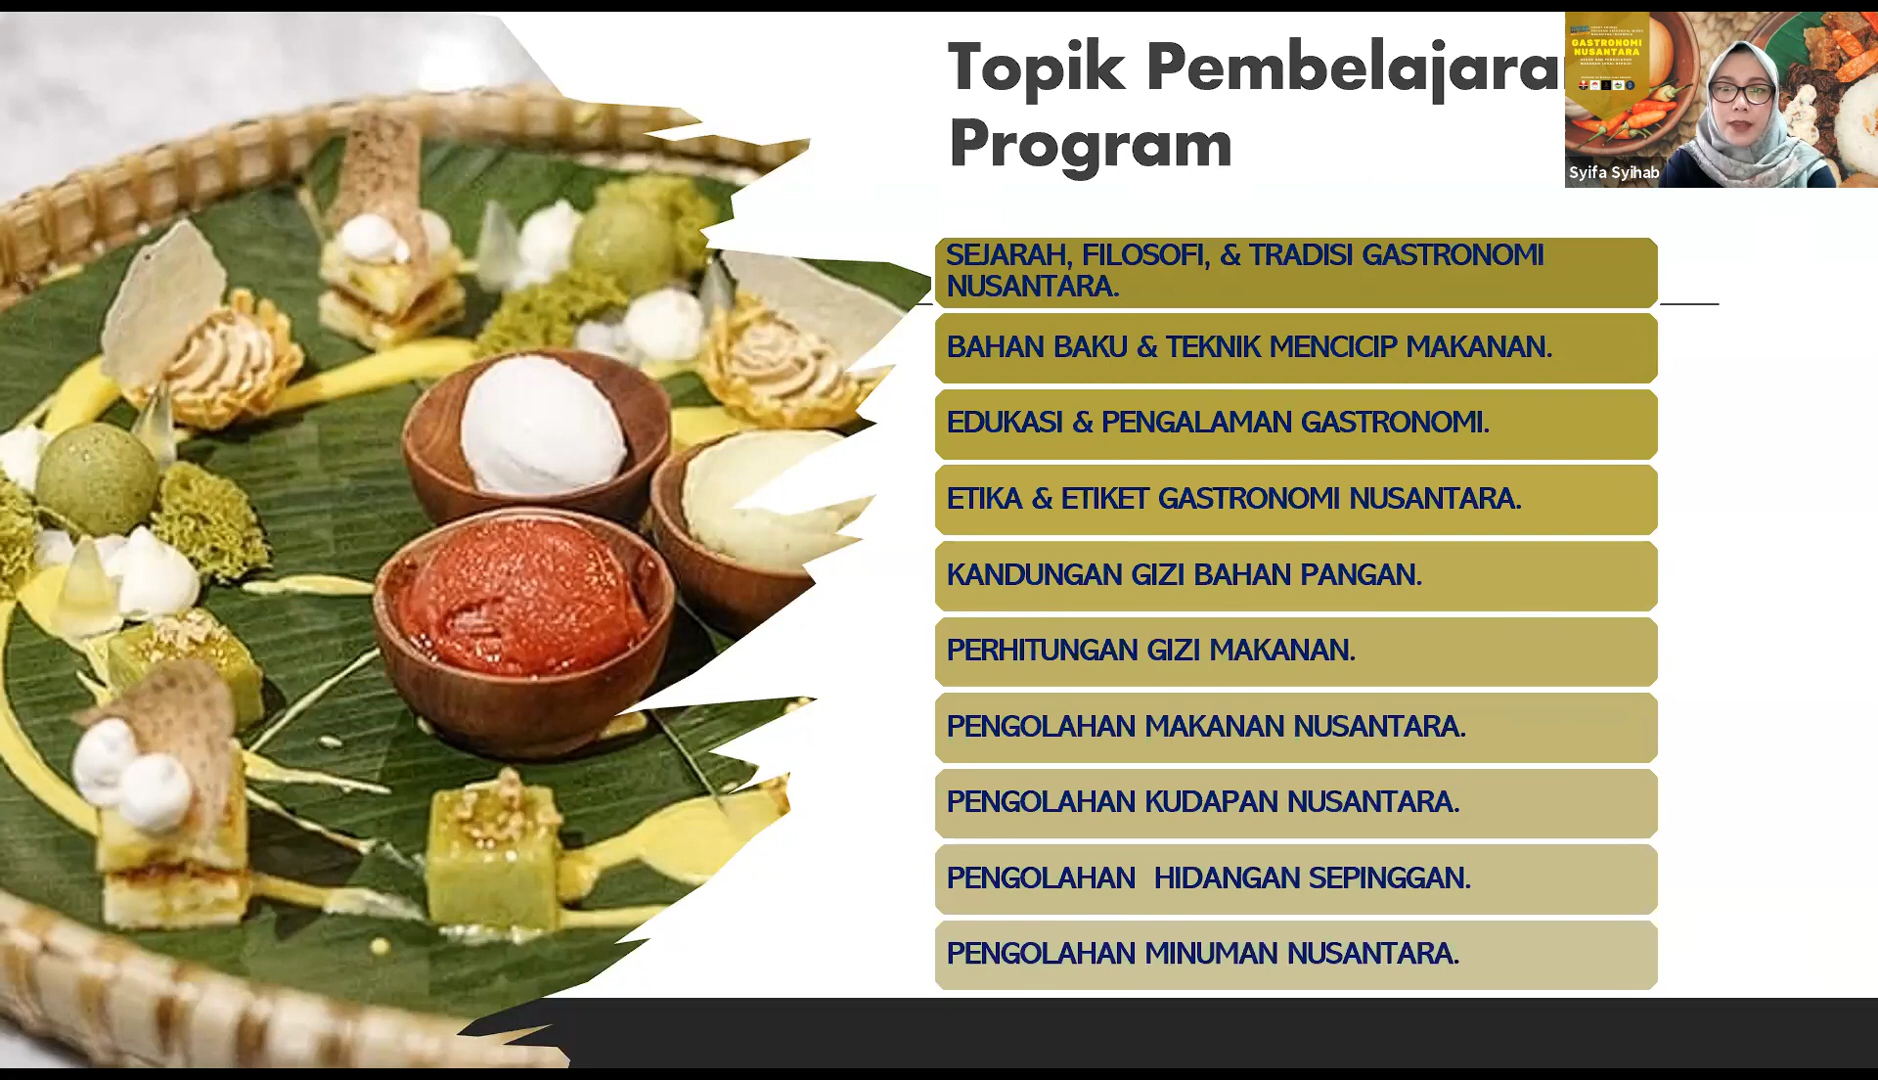 Topik Pembelajara
Program
GASTRONOMI
NUSANTARA
Syifa Syihab
SEJARAH, FILOSOFI, & TRADISI GASTRONOMI
NUSANTARA.
BAHAN BAKU & TEKNIK MENCICIP MAKANAN.
EDUKASI & PENGALAMAN GASTRONOMI.
ETIKA & ETIKET GASTRONOMI NUSANTARA.
KANDUNGAN GIZI BAHAN PANGAN.
PERHITUNGAN GIZI MAKANAN.
PENGOLAHAN MAKANAN NUSANTARA.
PENGOLAHAN KUDAPAN NUSANTARA.
PENGOLAHAN  HIDANGAN SEPINGGAN.
PENGOLAHAN MINUMAN NUSANTARA.